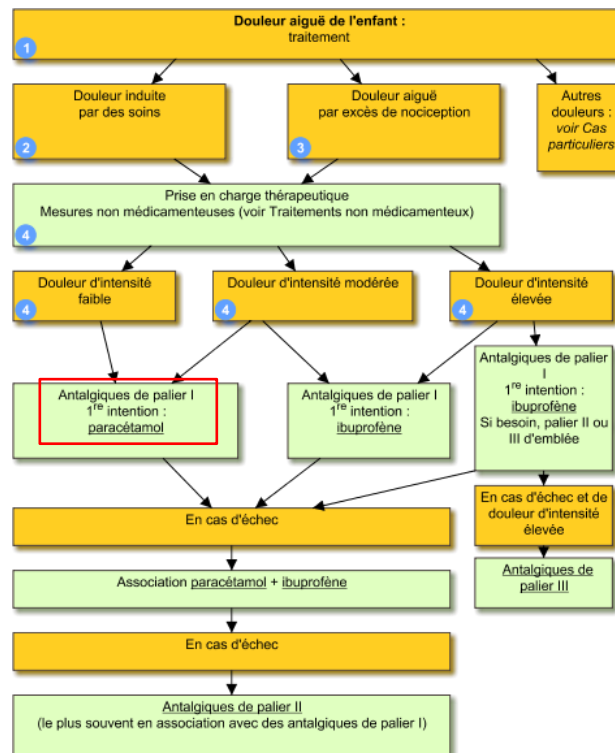 Douleur aiguë de l'enfant :
traitement
1
Douleur induite
par des soins
2
Douleur aiguë
par excès de nociception
3
Autres
douleurs :
voir Cas
particuliers
Prise en charge thérapeutique
Mesures non médicamenteuses (voir Traitements non médicamenteux)
4
Douleur d'intensité
faible
4
Douleur d'intensité modérée
4
Douleur d'intensité
élevée
4
Antalgiques de palier I
1re intention :
paracétamol
Antalgiques de palier I
1re intention :
ibuprofène
Antalgiques de palier
I
1re intention :
ibuprofène
Si besoin, palier II ou
III d'emblée
En cas d'échec
En cas d'échec et de
douleur d'intensité
élevée
Association paracétamol + ibuprofène
Antalgiques de
palier III
En cas d'échec
Antalgiques de palier II
(le plus souvent en association avec des antalgiques de palier I)